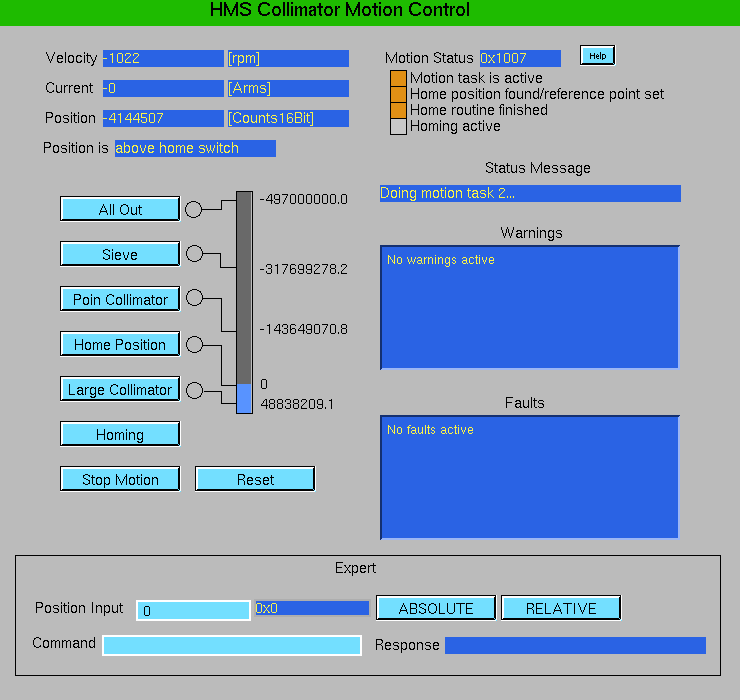 HMS Collimator Motion Control
Velocity -1022 [rpm]
Current -0 [Arms]
Position -4144507 [Counts16Bit]
Position is above home switch
Motion Status 0x1007 Help
Motion task is active
Home position found/reference point set
Home routine finished
Homing active
Status Message
Doing motion task 2...
All Out
Sieve
Poin Collimator
Home Position
Large Collimator
Homing
Stop Motion Reset
-497000000.0
-317699278.2
-143649070.8
0
48838209.1
Warnings
No warnings active
Faults
No faults active
Expert
Position Input 0 0x0 ABSOLUTE RELATIVE
Command Response